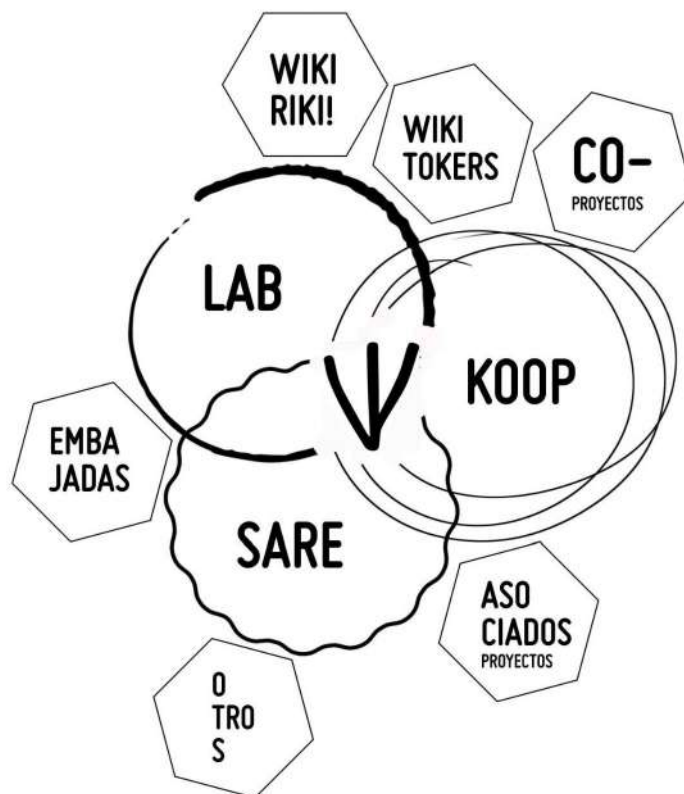 WIKI
RIKI!
WIKI
TOKERS
CO-
PROYECTOS
LAB
KOOP
EMBA
JADAS
SARE
ASO
CIADOS
PROYECTOS
O
TRO
S